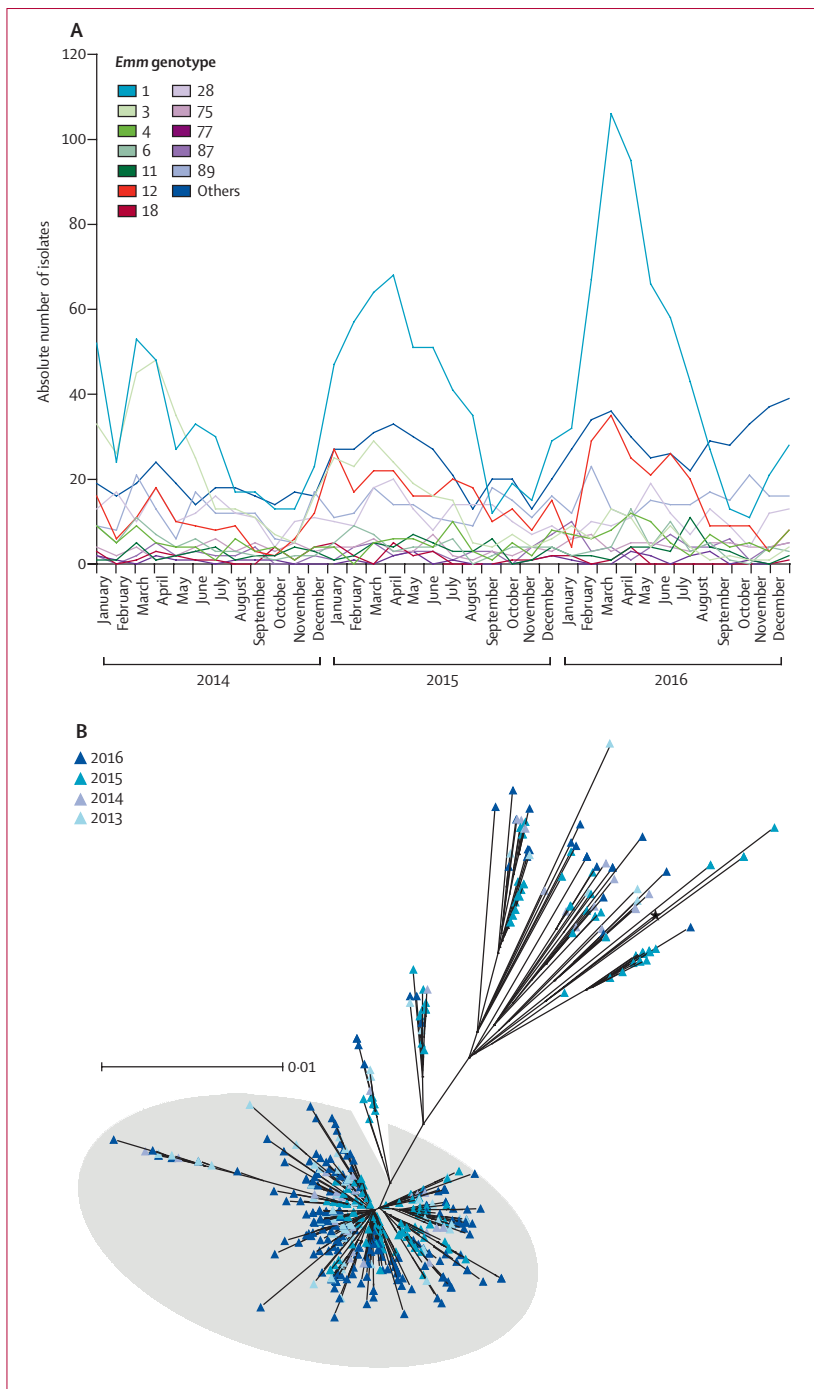 A
120
100
80
60
40
20
0
Absolute number of isolates
Emm genotype
1
3
4
6
11
12
18
28
75
77
87
89
Others
January
February
March
April
May
June
July
August
September
October
November
December
January
February
March
April
May
June
July
August
September
October
November
December
January
February
March
April
May
June
July
August
September
October
November
December
2014
2015
2016
B
2016
2015
2014
2013
0·01